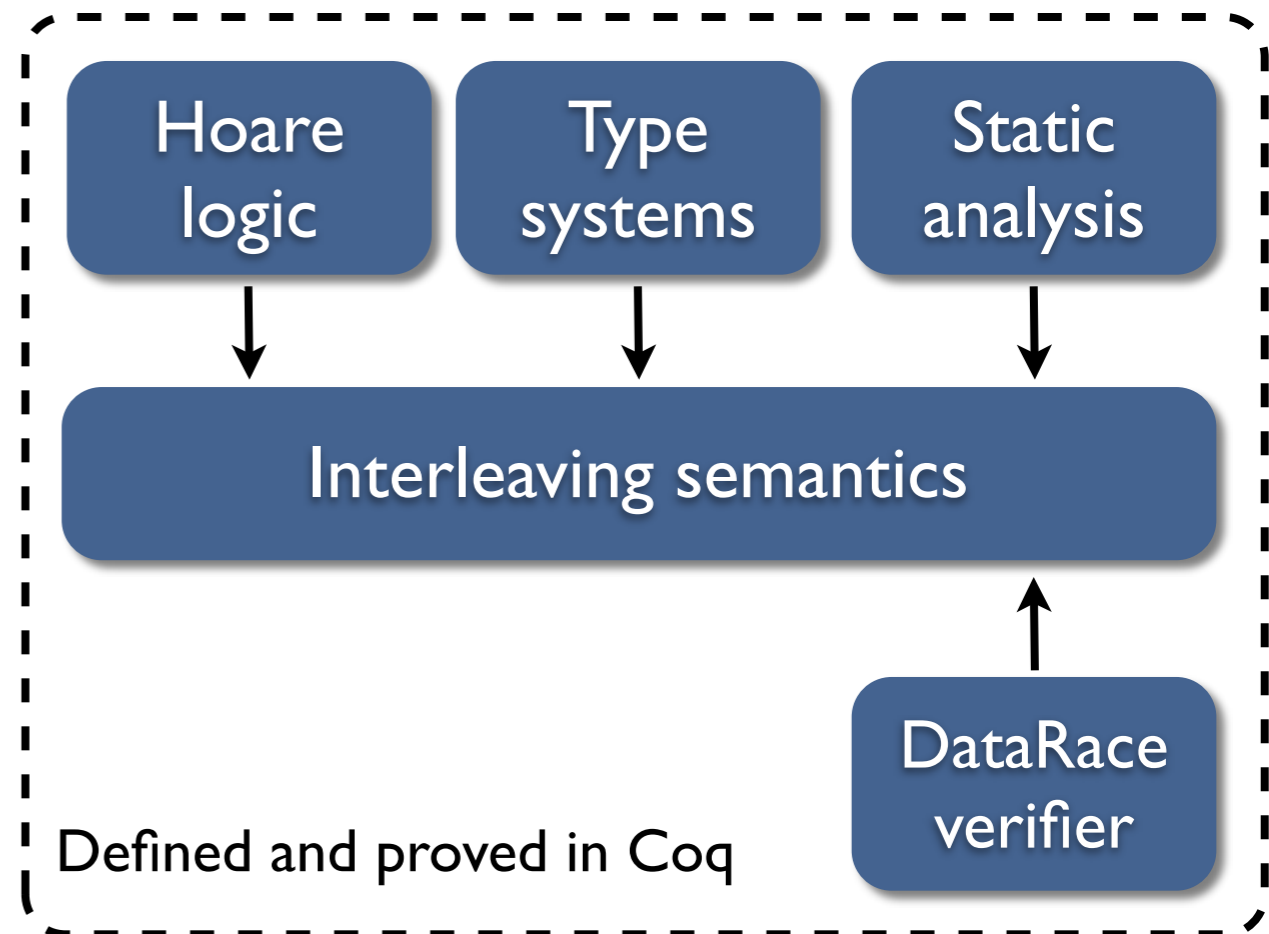 Hoare
logic
Type
systems
Static
analysis
Interleaving semantics
DataRace
verifier
Defined and proved in Coq